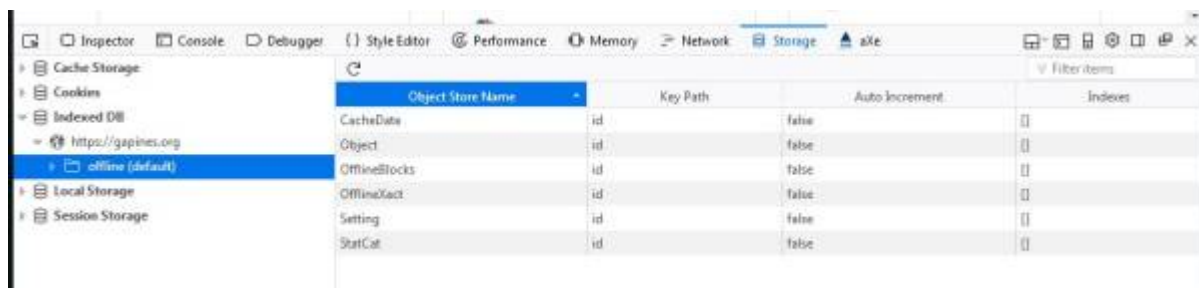 Inspector Console Debugger {} Style Editor Performance Memory Network Storage aXe
Cache Storage
Filter items
Cookies
Object Store Name Key Path Auto Increment Indexes
Indexed DB
CacheDate id false []
https://gapines.org
Object id false []
offline (default)
OfflineBlocks id false []
Local Storage
OfflineXact id false []
Session Storage
Setting id false []
StatCat id false []